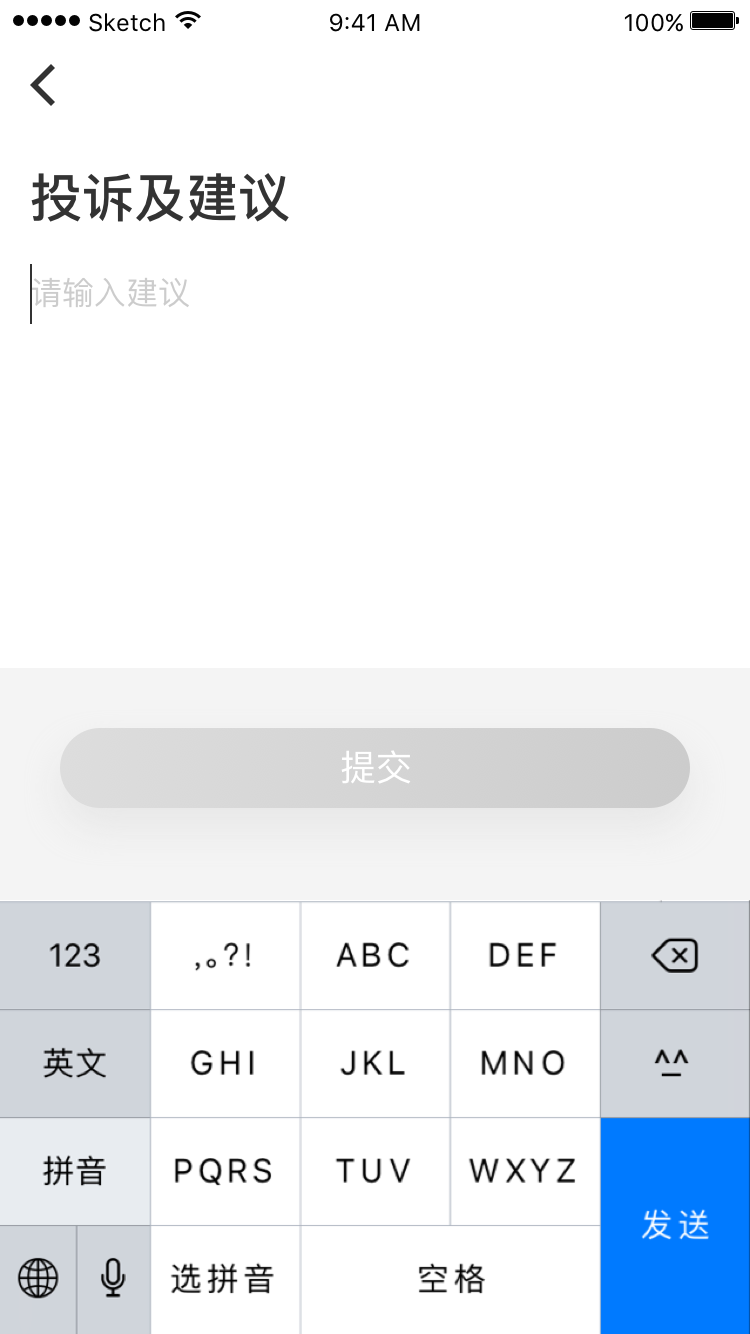 Sketch 9:41 AM 100%
投诉及建议
请输入建议
提交
123 ,。?! ABC DEF
英文 GHI JKL MNO ^^
拼音 PQRS TUV WXYZ
发送
选拼音 空格